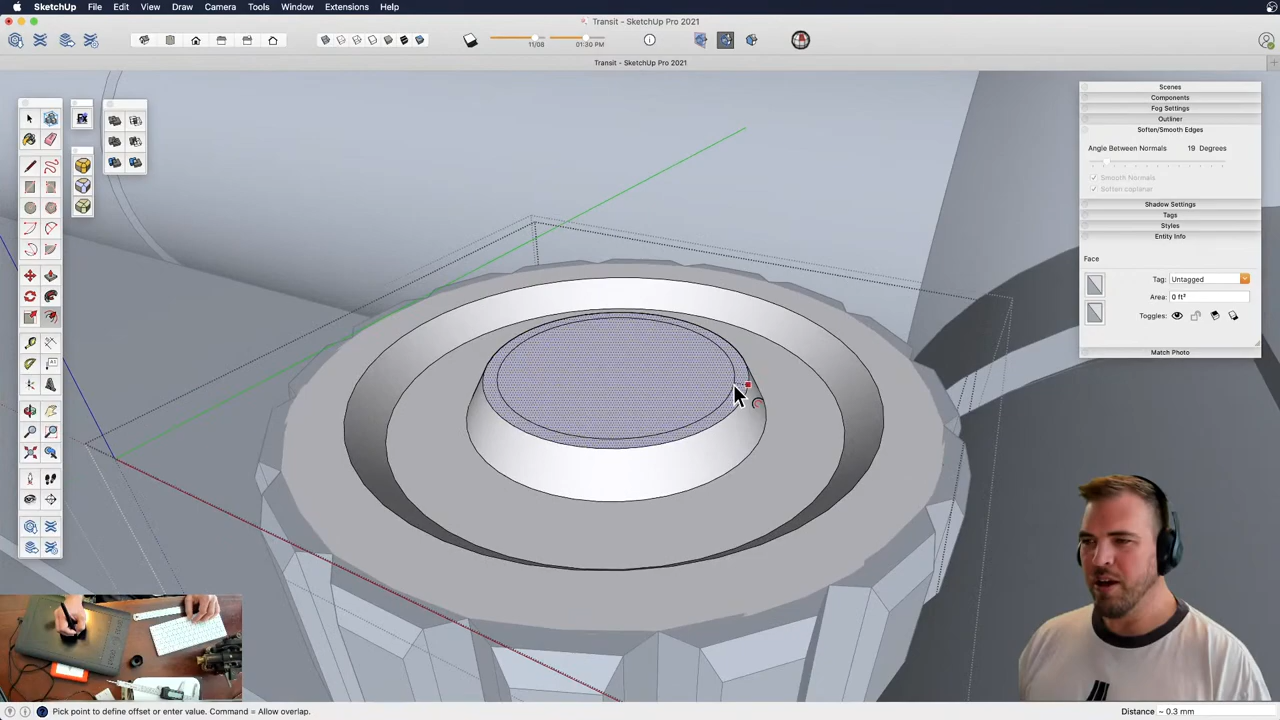 SketchUp File Edit View Draw Camera Tools Window Extensions Help
Transit - SketchUp Pro 2021
11/08 01:30 PM
Transit - SketchUp Pro 2021
Scenes
Components
Fog Settings
Outliner
Soften/Smooth Edges
Angle Between Normals 19 Degrees
Smooth Normals
Soften coplanar
Shadow Settings
Tags
Styles
Entity Info
Face
Tag: Untagged
Area: 0 ft²
Toggles:
Match Photo
Pick point to define offset or enter value. Command = Allow overlap.
Distance ~ 0.3 mm